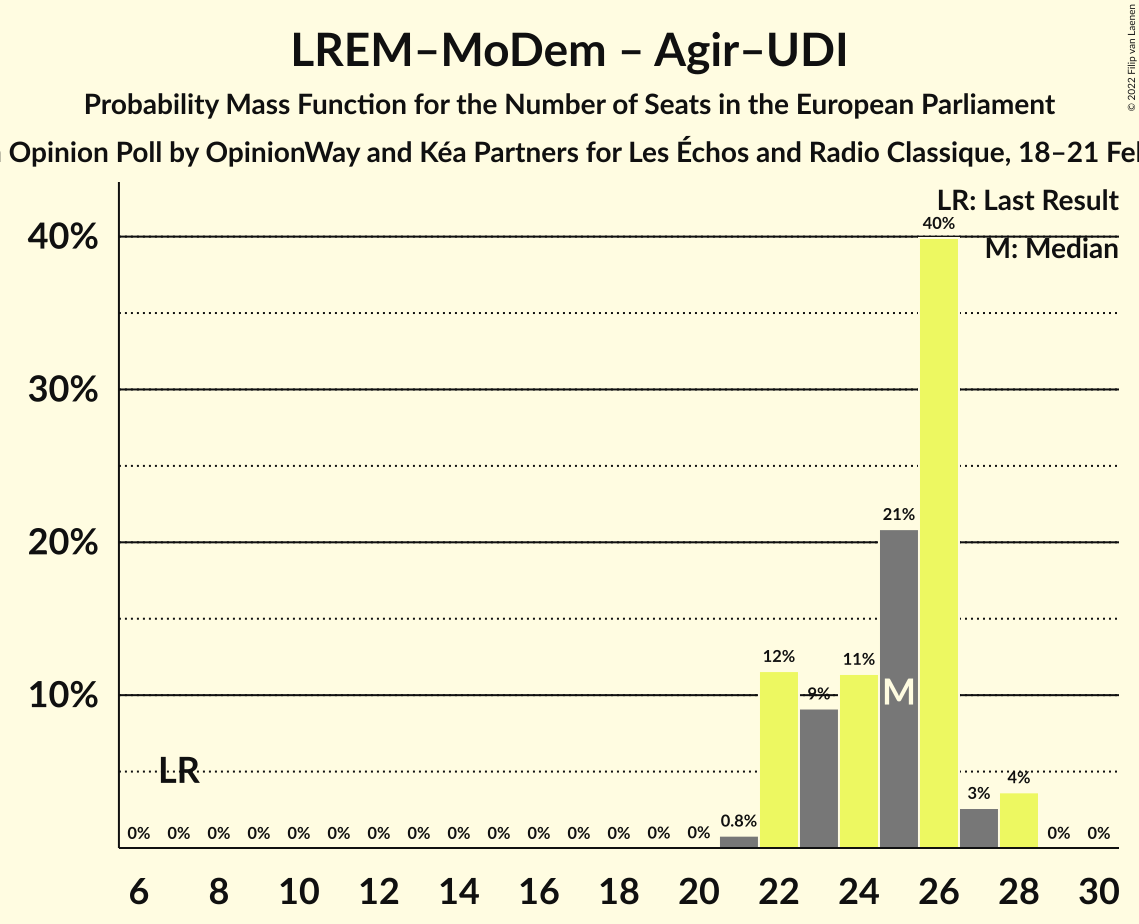 LREM–MoDem – Agir–UDI
Probability Mass Function for the Number of Seats in the European Parliament
Opinion Poll by OpinionWay and Kéa Partners for Les Échos and Radio Classique, 18–21
© 2022 Filip van Laenen
LR: Last Result
M: Median
40%
30%
20%
10%
40%
21%
12%
9%
11%
M
LR
0% 0% 0% 0% 0% 0% 0% 0% 0% 0% 0% 0% 0% 0% 0% 0.8% 3% 4% 0% 0%
6 8 10 12 14 16 18 20 22 24 26 28 30